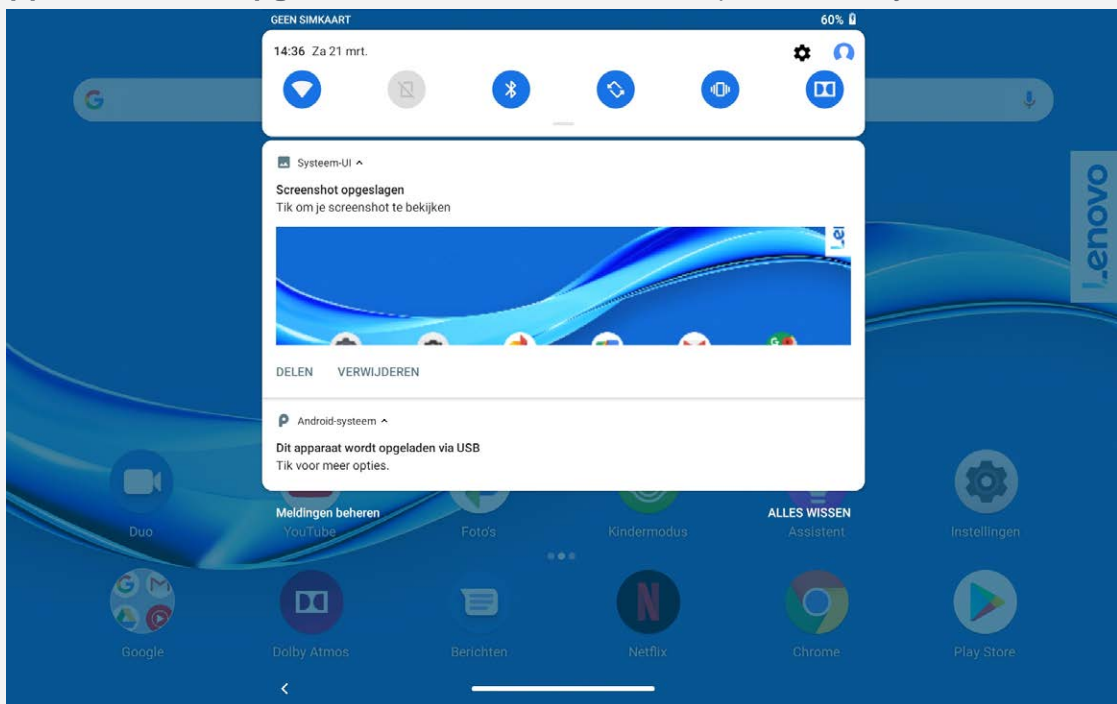 GEEN SIMKAART 60%
14:36 Za 21 mrt.
Lenovo
Systeem-UI
Screenshot opgeslagen
Tik om je screenshot te bekijken
DELEN VERWIJDEREN
Android-systeem
Dit apparaat wordt opgeladen via USB
Tik voor meer opties.
Meldingen beheren ALLES WISSEN
Duo YouTube Foto's Kindermodus Assistent Instellingen
Google Dolby Atmos Berichten Netflix Chrome Play Store